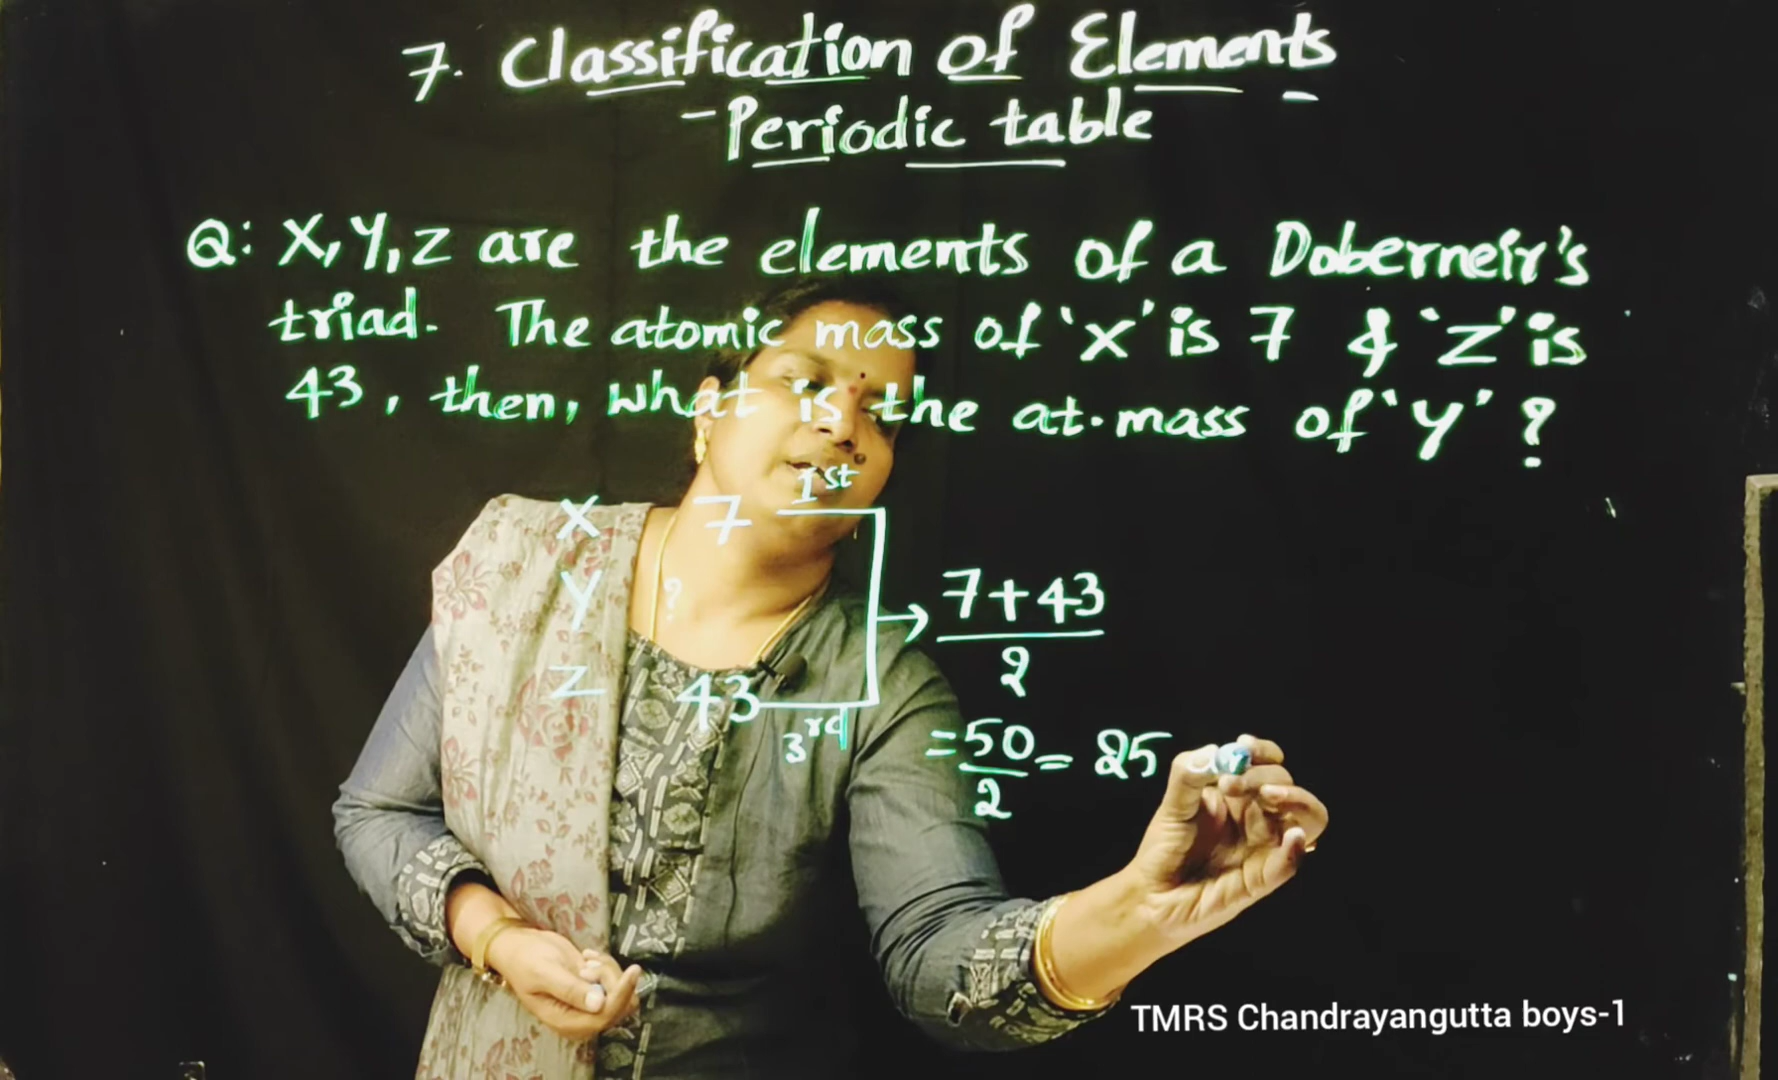 7. Classification of Elements
- Periodic table
Q: X, Y, Z are the elements of a Doberneir's
triad. The atomic mass of 'X' is 7 & 'Z' is
43, then, what is the at. mass of 'Y' ?
1st
X 7
Y ?
Z 43
3rd
7+43
2
= 50 = 25
2
TMRS Chandrayangutta boys-1